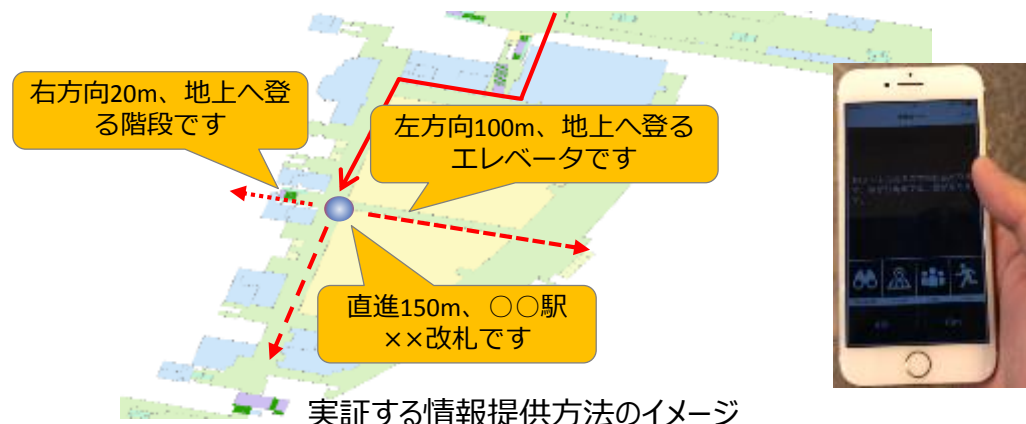 右方向20m、地上へ登
る階段です
左方向100m、地上へ登る
エレベータです
直進150m、○○駅
××改札です
実証する情報提供方法のイメージ